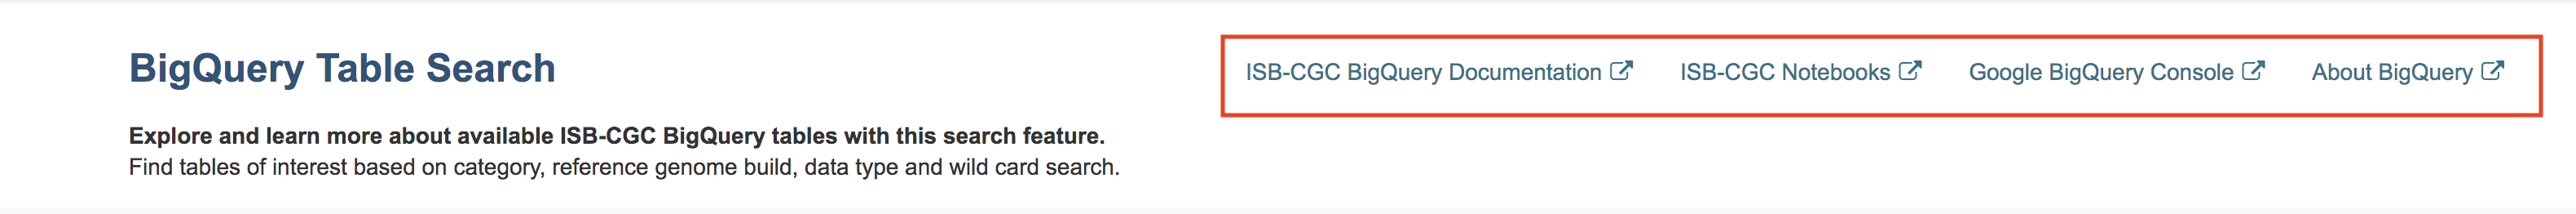 BigQuery Table Search
ISB-CGC BigQuery Documentation
ISB-CGC Notebooks
Google BigQuery Console
About BigQuery
Explore and learn more about available ISB-CGC BigQuery tables with this search feature.
Find tables of interest based on category, reference genome build, data type and wild card search.